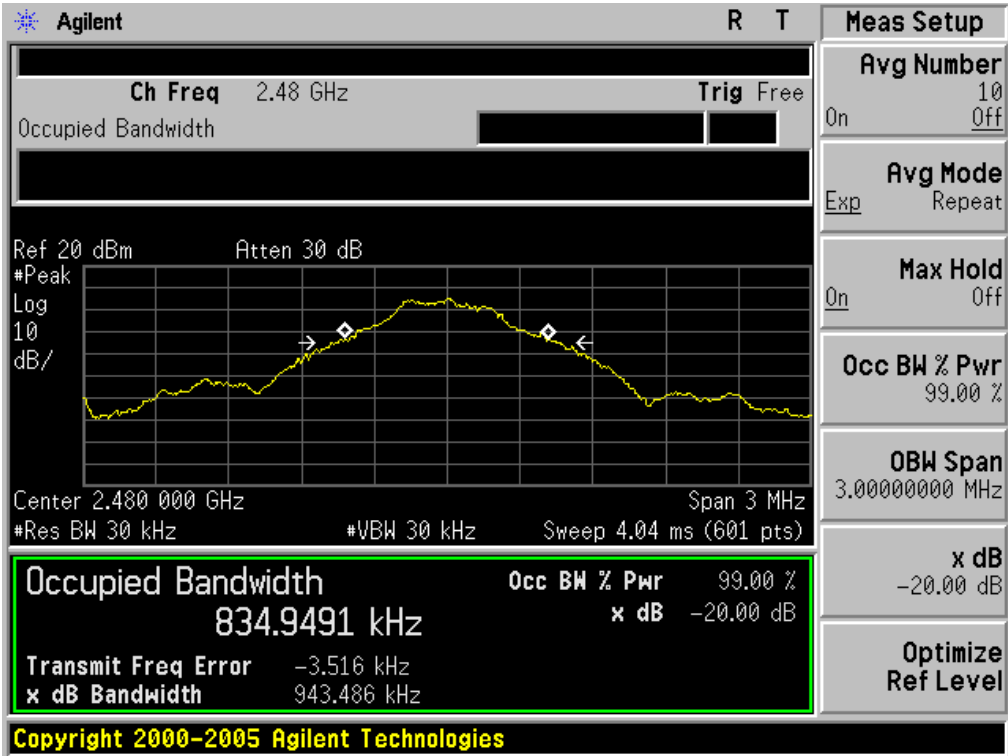 Agilent R T
Ch Freq 2.48 GHz Trig Free
Occupied Bandwidth
Ref 20 dBm Atten 30 dB
#Peak
Log
10
dB/
Center 2.480 000 GHz Span 3 MHz
#Res BW 30 kHz #VBW 30 kHz Sweep 4.04 ms (601 pts)
Occupied Bandwidth
834.9491 kHz
Occ BW % Pwr 99.00 %
x dB -20.00 dB
Transmit Freq Error -3.516 kHz
x dB Bandwidth 943.486 kHz
Copyright 2000-2005 Agilent Technologies
Meas Setup
Avg Number
10
On Off
Avg Mode
Exp Repeat
Max Hold
On Off
Occ BW % Pwr
99.00 %
OBW Span
3.00000000 MHz
x dB
-20.00 dB
Optimize
Ref Level